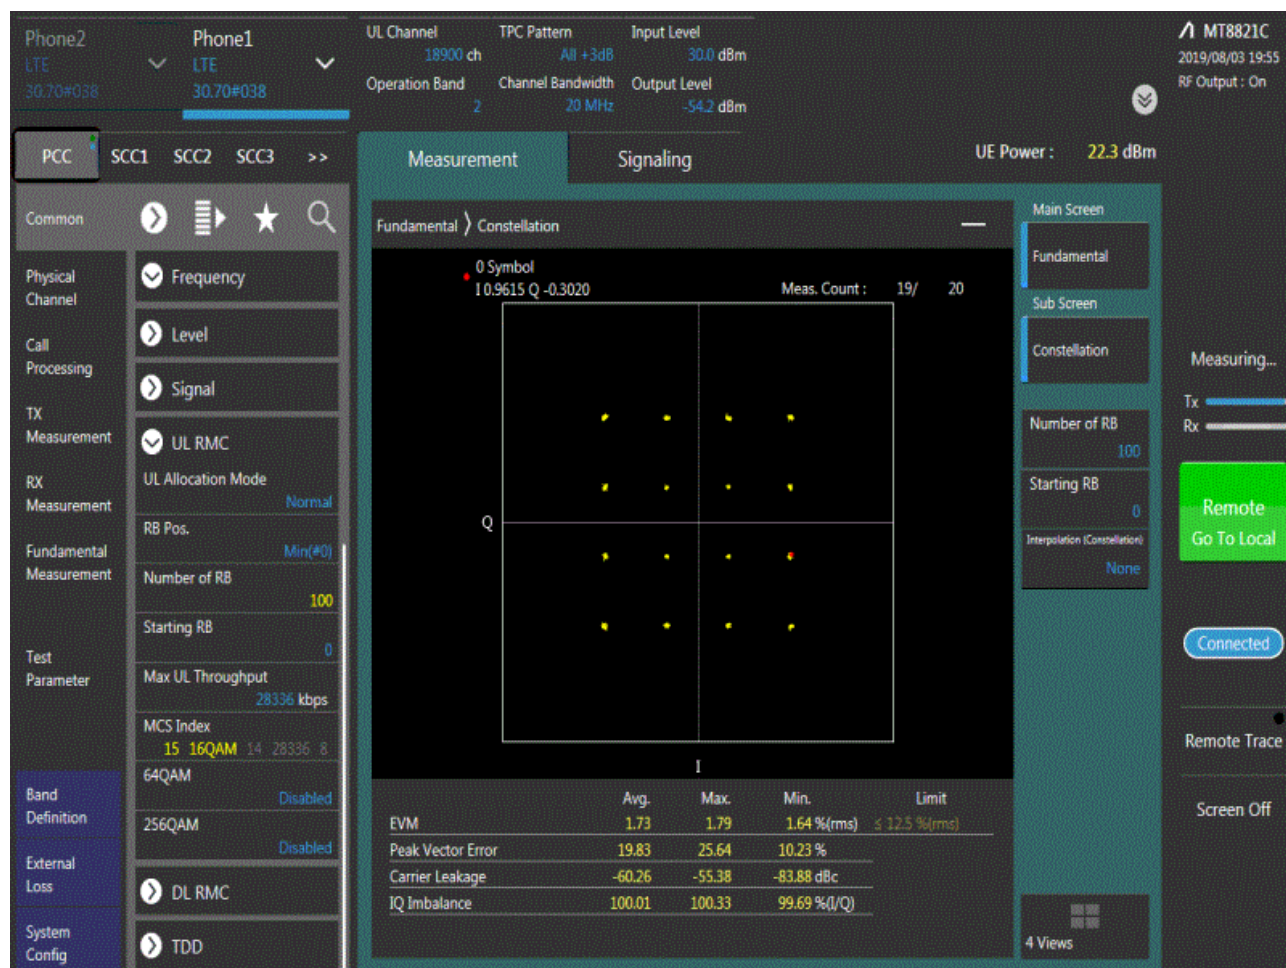 Phone2
LTE
30.70#038
Phone1
LTE
30.70#038
UL Channel
18900 ch
TPC Pattern
All +3dB
Input Level
30.0 dBm
Operation Band
2
Channel Bandwidth
20 MHz
Output Level
-54.2 dBm
MT8821C
2019/08/03 19:55
RF Output : On
PCC SCC1 SCC2 SCC3 >>
Measurement
Signaling
UE Power : 22.3 dBm
Common
Physical
Channel
Call
Processing
TX
Measurement
RX
Measurement
Fundamental
Measurement
Test
Parameter
Band
Definition
External
Loss
System
Config
Frequency
Level
Signal
UL RMC
UL Allocation Mode
Normal
RB Pos.
Min(#0)
Number of RB
100
Starting RB
0
Max UL Throughput
28336 kbps
MCS Index
15 16QAM 14 28336 8
64QAM
Disabled
256QAM
Disabled
DL RMC
TDD
Fundamental 〉Constellation
0 Symbol
I 0.9615 Q -0.3020
Meas. Count : 19/ 20
Q
I
Avg. Max. Min. Limit
EVM 1.73 1.79 1.64 %(rms) ≤ 12.5 %(rms)
Peak Vector Error 19.83 25.64 10.23 %
Carrier Leakage -60.26 -55.38 -83.88 dBc
IQ Imbalance 100.01 100.33 99.69 %(I/Q)
Main Screen
Fundamental
Sub Screen
Constellation
Number of RB
100
Starting RB
0
Interpolation (Constellation)
None
4 Views
Measuring...
Tx
Rx
Remote
Go To Local
Connected
Remote Trace
Screen Off